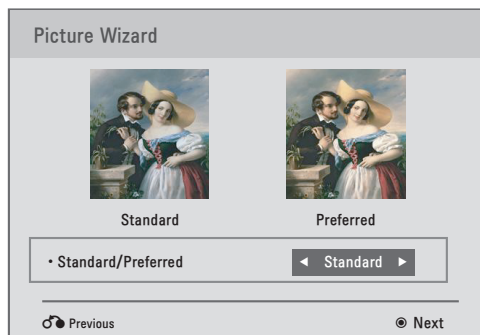 Picture Wizard
Standard Preferred
• Standard/Preferred ◄ Standard ►
Previous ◉ Next